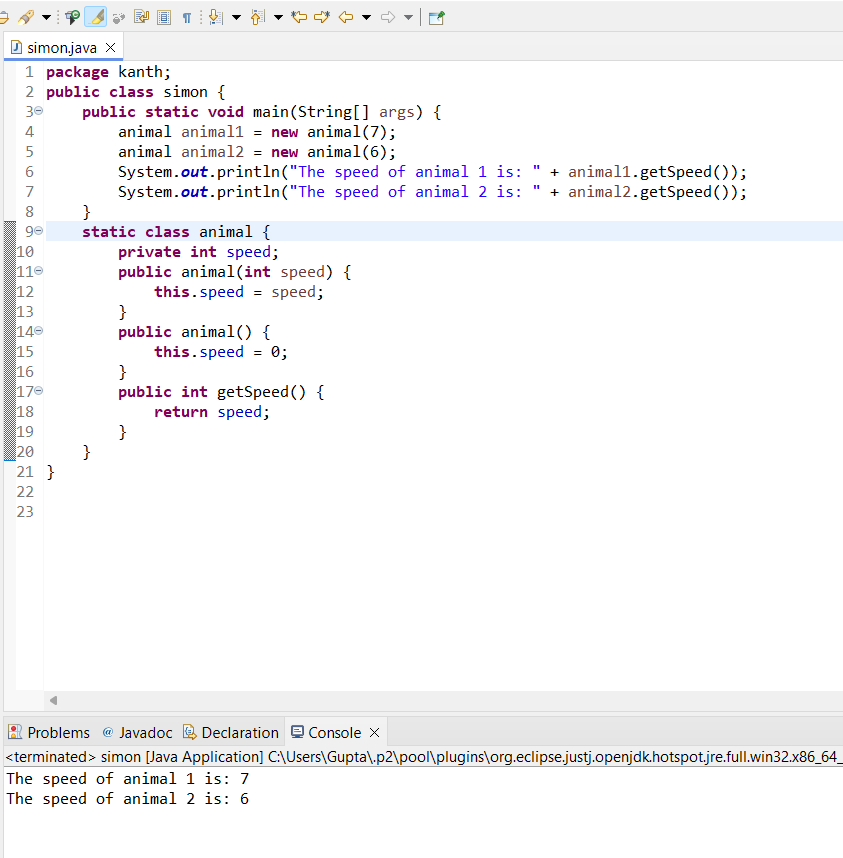 simon.java
1 package kanth;
2 public class simon {
3     public static void main(String[] args) {
4         animal animal1 = new animal(7);
5         animal animal2 = new animal(6);
6         System.out.println("The speed of animal 1 is: " + animal1.getSpeed());
7         System.out.println("The speed of animal 2 is: " + animal2.getSpeed());
8     }
9     static class animal {
10         private int speed;
11         public animal(int speed) {
12             this.speed = speed;
13         }
14         public animal() {
15             this.speed = 0;
16         }
17         public int getSpeed() {
18             return speed;
19         }
20     }
21 }
22
23
Problems @ Javadoc Declaration Console
<terminated> simon [Java Application] C:\Users\Gupta\.p2\pool\plugins\org.eclipse.justj.openjdk.hotspot.jre.full.win32.x86_64_
The speed of animal 1 is: 7
The speed of animal 2 is: 6